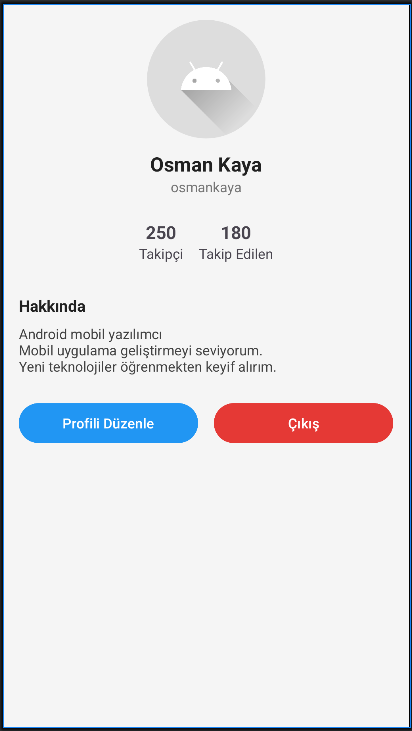 Osman Kaya
osmankaya
250 180
Takipçi Takip Edilen
Hakkında
Android mobil yazılımcı
Mobil uygulama geliştirmeyi seviyorum.
Yeni teknolojiler öğrenmekten keyif alırım.
Profili Düzenle Çıkış